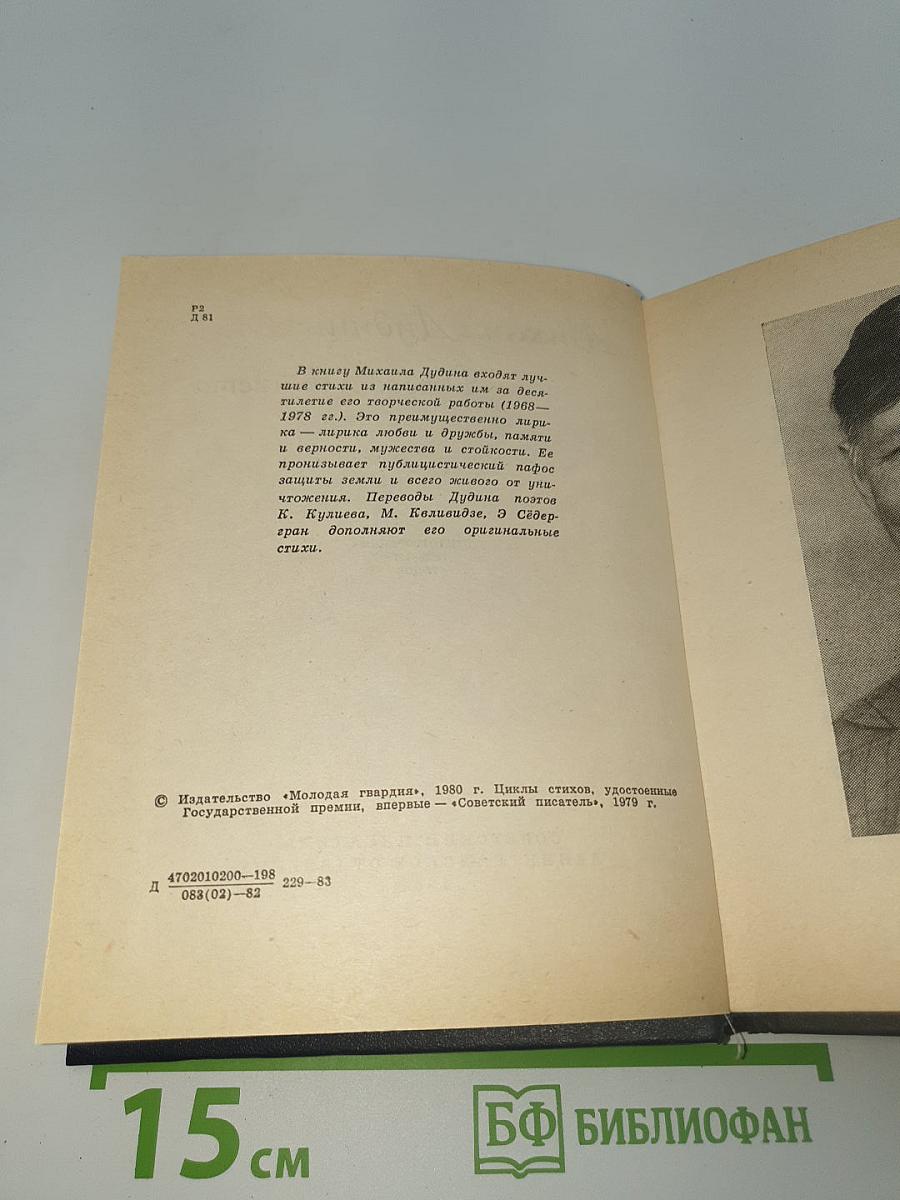 Р2
Д 81
В книгу Михаила Дудина входят луч-
шие стихи из написанных им за деся-
тилетие его творческой работы (1968—
1978 гг.). Это преимущественно лири-
ка — лирика любви и дружбы, памяти
и верности, мужества и стойкости. Ее
пронизывает публицистический пафос
защиты земли и всего живого от уни-
чтожения. Переводы Дудина поэтов
К. Кулиева, М. Квливидзе, Э Сёдер-
гран дополняют его оригинальные
стихи.
© Издательство «Молодая гвардия», 1980 г. Циклы стихов, удостоенные
Государственной премии, впервые — «Советский писатель», 1979 г.
Д 4702010200—198 229—83
083(02)—82
15 см
БФ БИБЛИОФАН